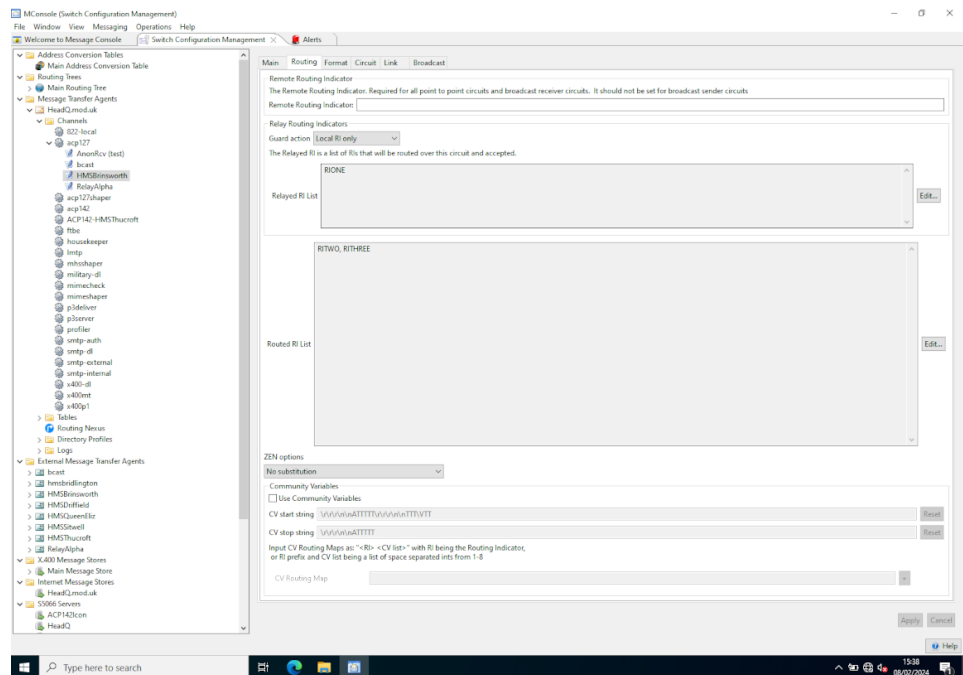 MConsole (Switch Configuration Management)
File Window View Messaging Operations Help
Welcome to Message Console Switch Configuration Management Alerts
Address Conversion Tables
Main Address Conversion Table
Routing Trees
Main Routing Tree
Message Transfer Agents
HeadQ.mod.uk
Channels
822-local
acp127
AnonRcv (test)
bcast
HMSBrinsworth
RelayAlpha
acp127shaper
acp142
ACP142-HMSThucroft
ftbe
housekeeper
lmtp
mhsshaper
military-dl
mimecheck
mimeshaper
p3deliver
p3server
profiler
smtp-auth
smtp-dl
smtp-external
smtp-internal
x400-dl
x400mt
x400p1
Tables
Routing Nexus
Directory Profiles
Logs
External Message Transfer Agents
bcast
hmsbridlington
HMSBrinsworth
HMSDriffield
HMSQueenEliz
HMSSitwell
HMSThucroft
RelayAlpha
X.400 Message Stores
Main Message Store
Internet Message Stores
HeadQ.mod.uk
S5066 Servers
ACP142Icon
HeadQ
Main Routing Format Circuit Link Broadcast
Remote Routing Indicator
The Remote Routing Indicator. Required for all point to point circuits and broadcast receiver circuits. It should not be set for broadcast sender circuits
Remote Routing Indicator:
Relay Routing Indicators
Guard action Local RI only
The Relayed RI is a list of RIs that will be routed over this circuit and accepted.
RIONE
Relayed RI List
Edit...
RITWO, RITHREE
Routed RI List
Edit...
ZEN options
No substitution
Community Variables
Use Community Variables
CV start string \r\r\n\nATTTTT\r\r\n\n\nTTT\VTT Reset
CV stop string \r\r\n\n\nATTTTT Reset
Input CV Routing Maps as: "<RI> <CV list>" with RI being the Routing Indicator,
or RI prefix and CV list being a list of space separated ints from 1-8
CV Routing Map
Apply Cancel
Help
Type here to search
15:38
08/02/2024